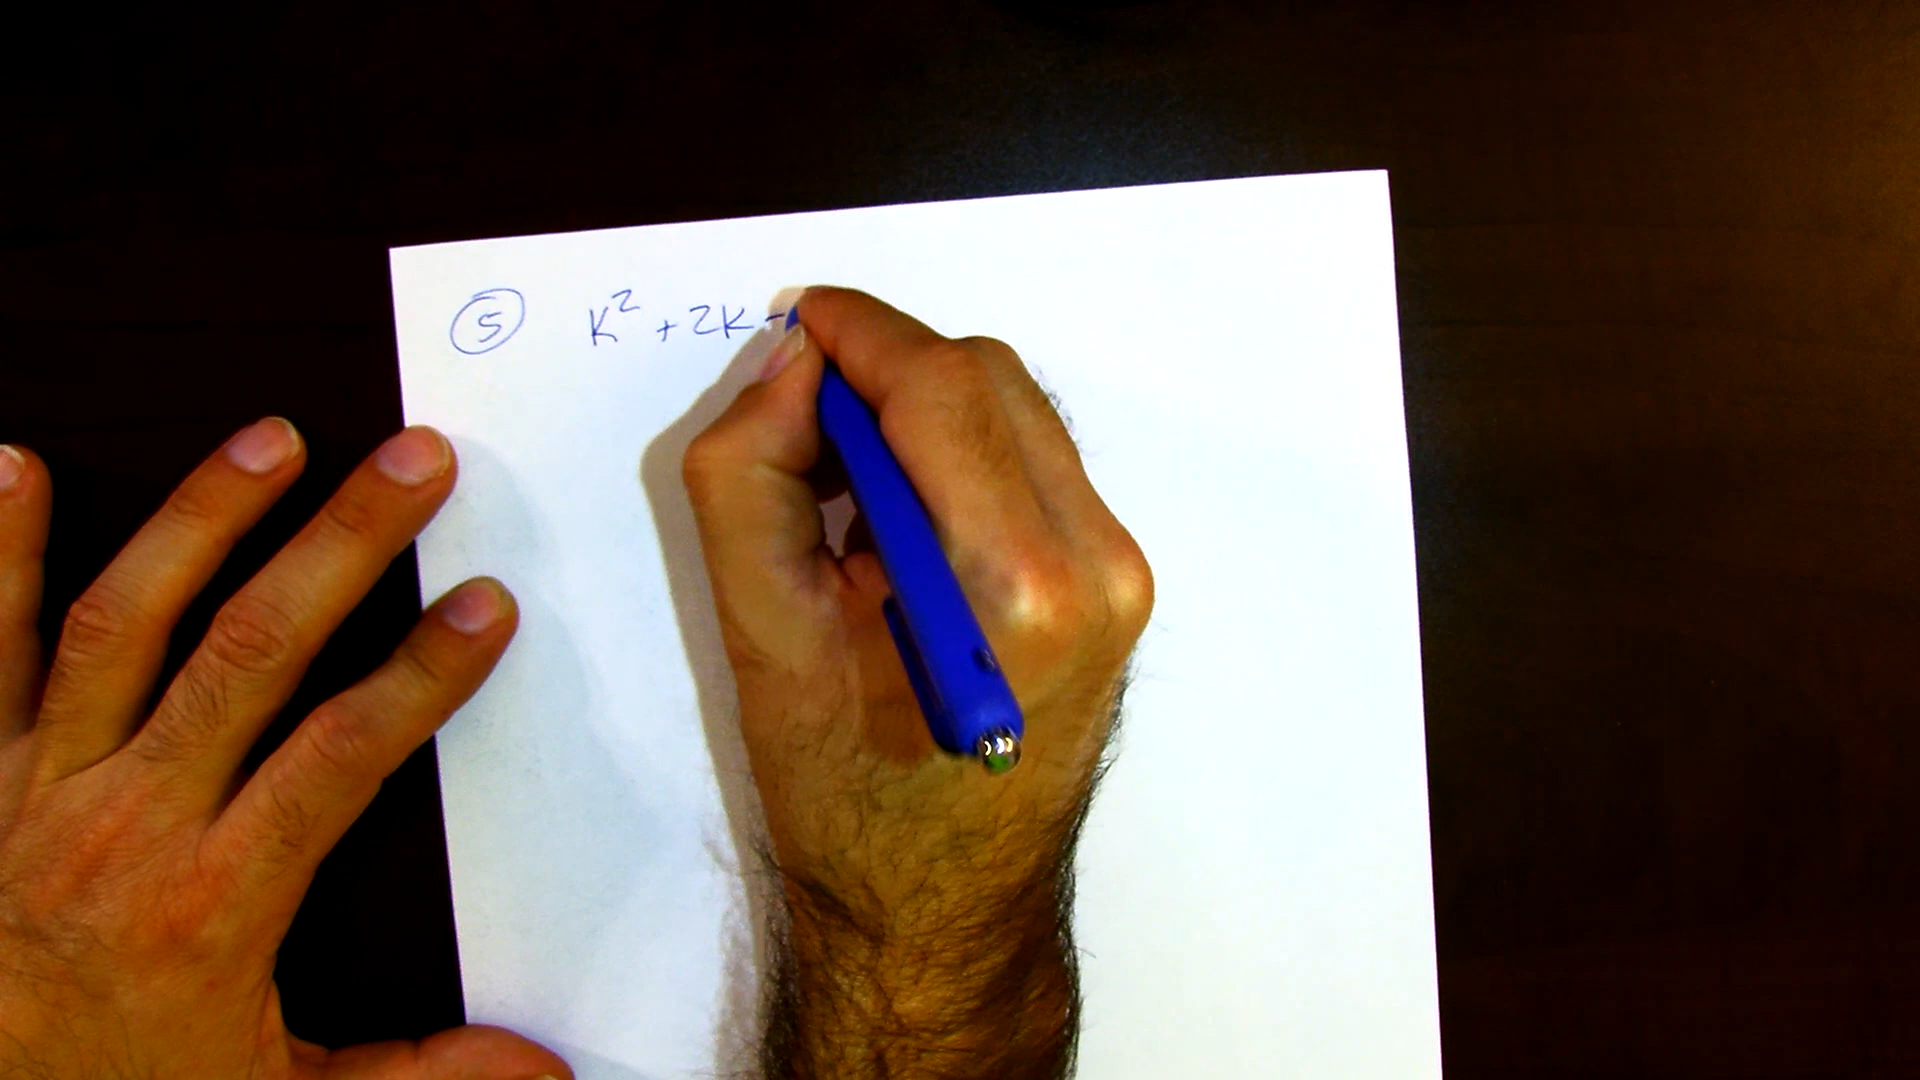 ⑤ k² + 2k -